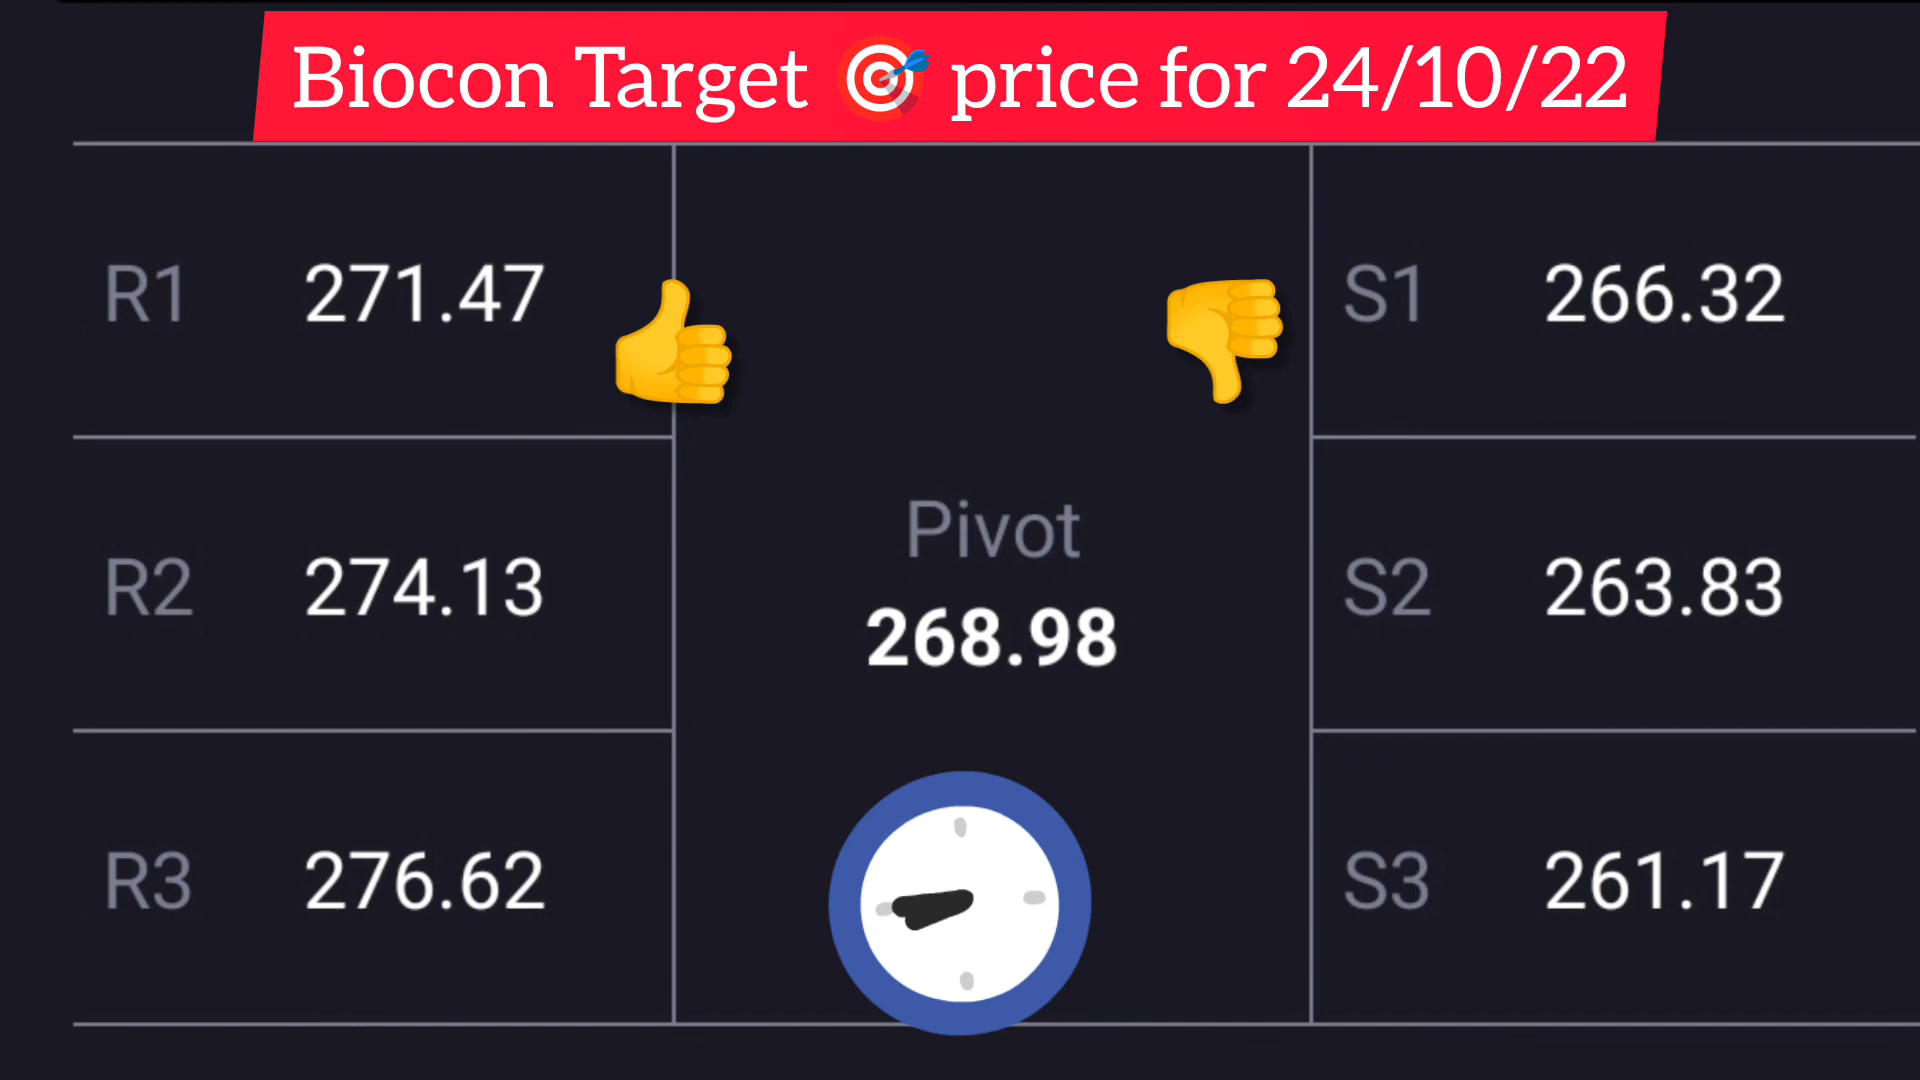 Biocon Target 🎯 price for 24/10/22
R1 271.47
R2 274.13
R3 276.62
Pivot
268.98
S1 266.32
S2 263.83
S3 261.17